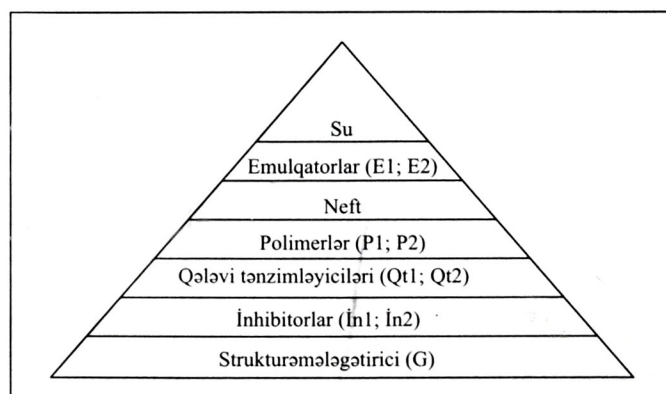 Su
Emulqatorlar (E1; E2)
Neft
Polimerlər (P1; P2)
Qələvi tənzimləyiciləri (Qt1; Qt2)
İnhibitorlar (İn1; İn2)
Strukturəmələgətirici (G)